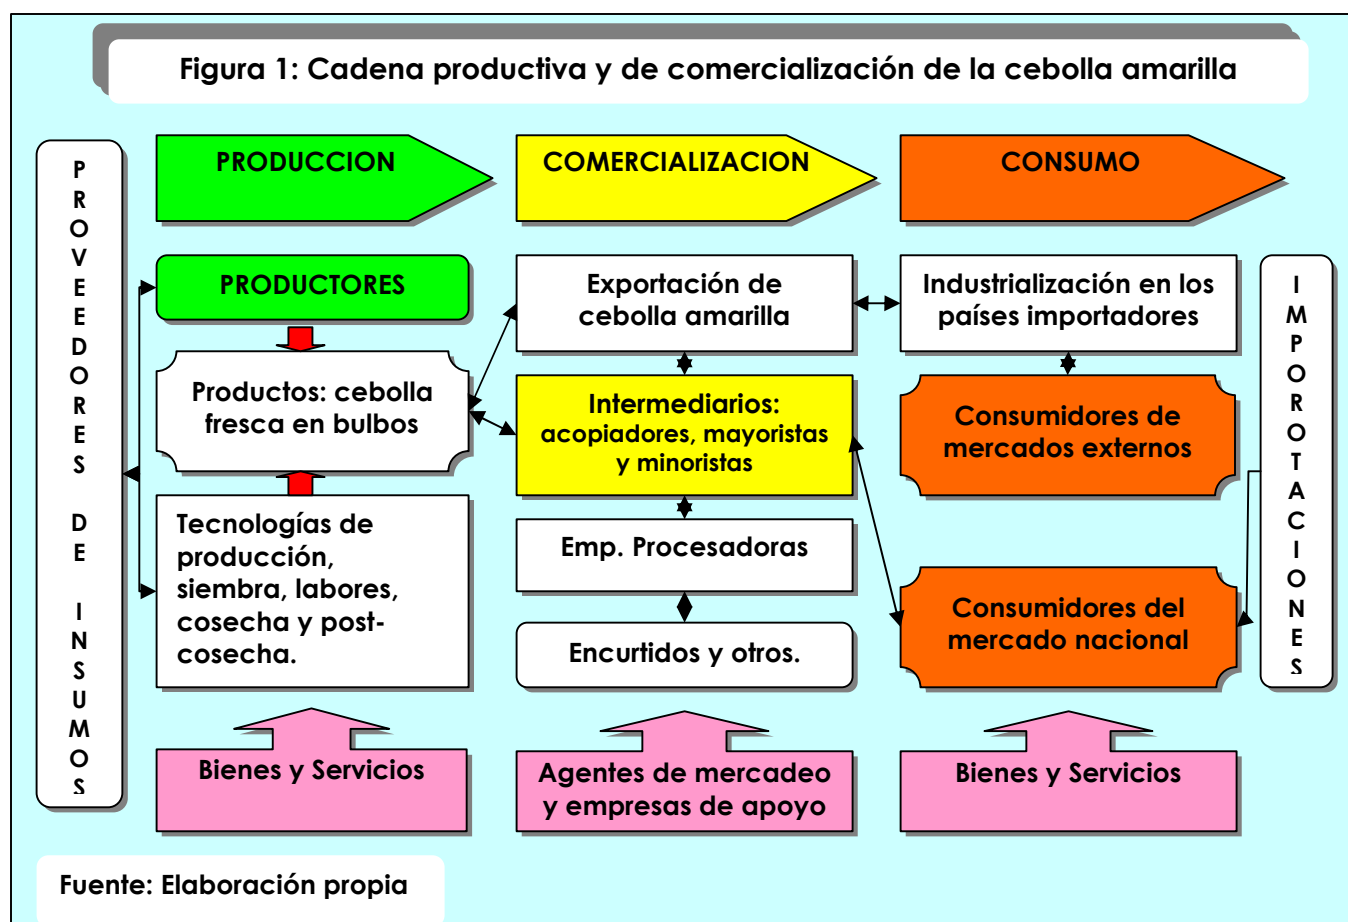 Figura 1: Cadena productiva y de comercialización de la cebolla amarilla
PROVEEDORES DE INSUMOS
PRODUCCION
COMERCIALIZACION
CONSUMO
PRODUCTORES
Productos: cebolla
fresca en bulbos
Tecnologías de
producción,
siembra, labores,
cosecha y post-
cosecha.
Exportación de
cebolla amarilla
Intermediarios:
acopiadores, mayoristas
y minoristas
Emp. Procesadoras
Encurtidos y otros.
Industrialización en los
países importadores
Consumidores de
mercados externos
Consumidores del
mercado nacional
IMPOROTACIONES
Bienes y Servicios
Agentes de mercadeo
y empresas de apoyo
Bienes y Servicios
Fuente: Elaboración propia